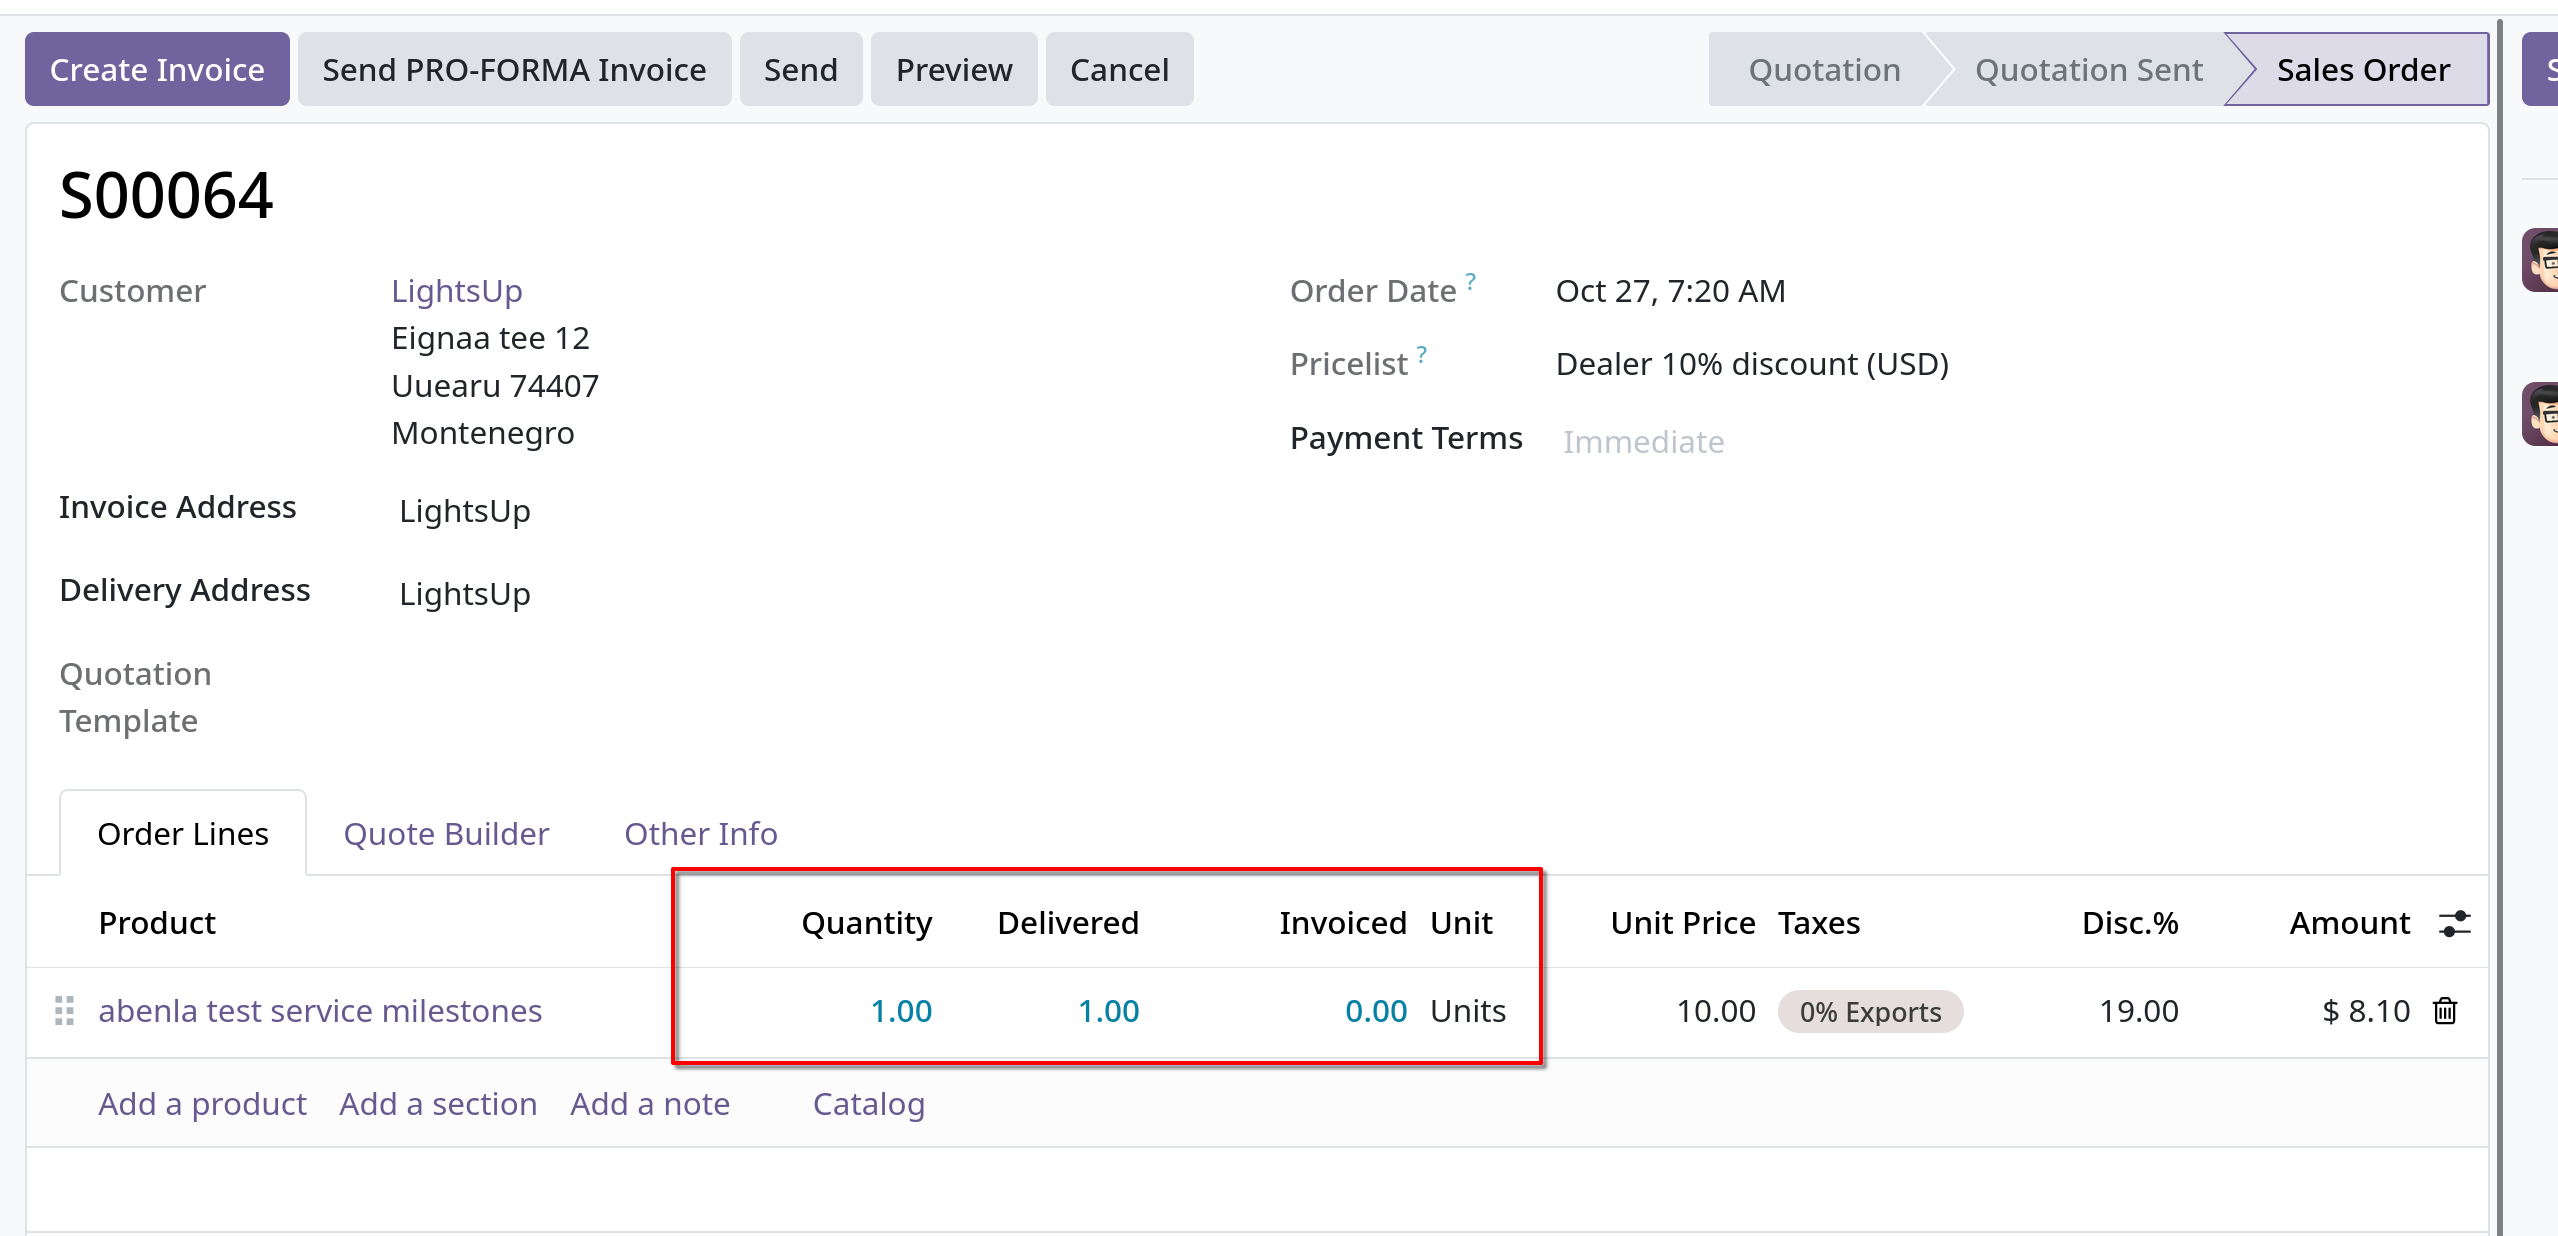 Create Invoice Send PRO-FORMA Invoice Send Preview Cancel Quotation Quotation Sent Sales Order
S00064
Customer LightsUp Order Date ? Oct 27, 7:20 AM
Eignaa tee 12
Uuearu 74407 Pricelist ? Dealer 10% discount (USD)
Montenegro Payment Terms Immediate
Invoice Address LightsUp
Delivery Address LightsUp
Quotation
Template
Order Lines Quote Builder Other Info
Product Quantity Delivered Invoiced Unit Unit Price Taxes Disc.% Amount
abenla test service milestones 1.00 1.00 0.00 Units 10.00 0% Exports 19.00 $ 8.10
Add a product Add a section Add a note Catalog